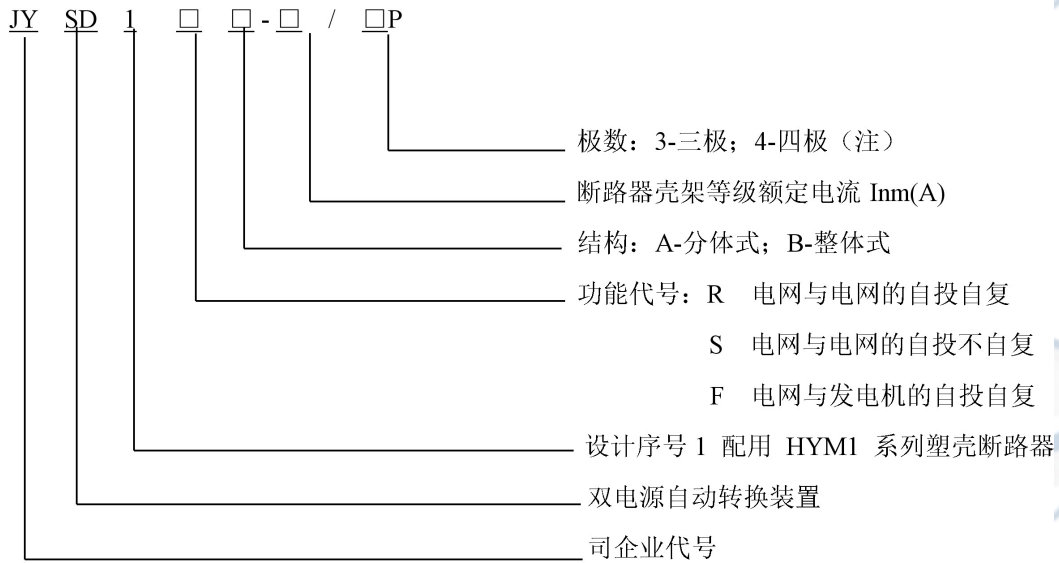 JY SD 1 □ □ - □ / □P
极数：3-三极；4-四极（注）
断路器壳架等级额定电流 Inm(A)
结构：A-分体式；B-整体式
功能代号：R 电网与电网的自投自复
S 电网与电网的自投不自复
F 电网与发电机的自投自复
设计序号 1 配用 HYM1 系列塑壳断路器
双电源自动转换装置
司企业代号